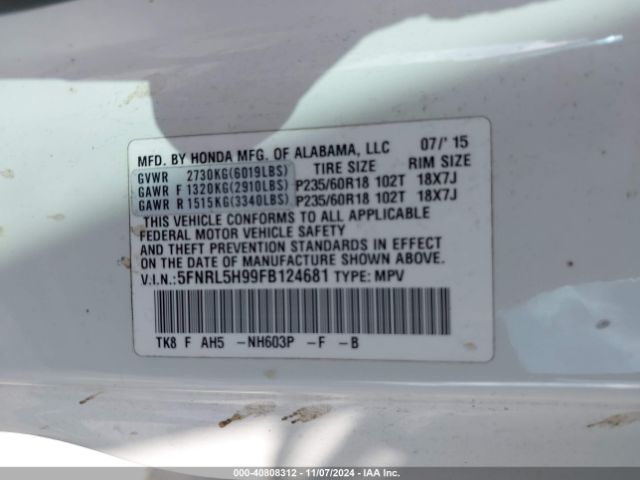 MFD. BY HONDA MFG. OF ALABAMA, LLC 07/'15
GVWR 2730KG(6019LBS) TIRE SIZE RIM SIZE
GAWR F 1320KG(2910LBS) P235/60R18 102T 18X7J
GAWR R 1515KG(3340LBS) P235/60R18 102T 18X7J
THIS VEHICLE CONFORMS TO ALL APPLICABLE
FEDERAL MOTOR VEHICLE SAFETY
AND THEFT PREVENTION STANDARDS IN EFFECT
ON THE DATE OF MANUFACTURE SHOWN ABOVE.
V.I.N.:5FNRL5H99FB124681 TYPE: MPV
TK8 F AH5 -NH603P -F -B
000-40808312 - 11/07/2024 - IAA Inc.